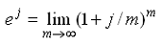 e^j = lim_{m→∞} (1 + j/m)^m